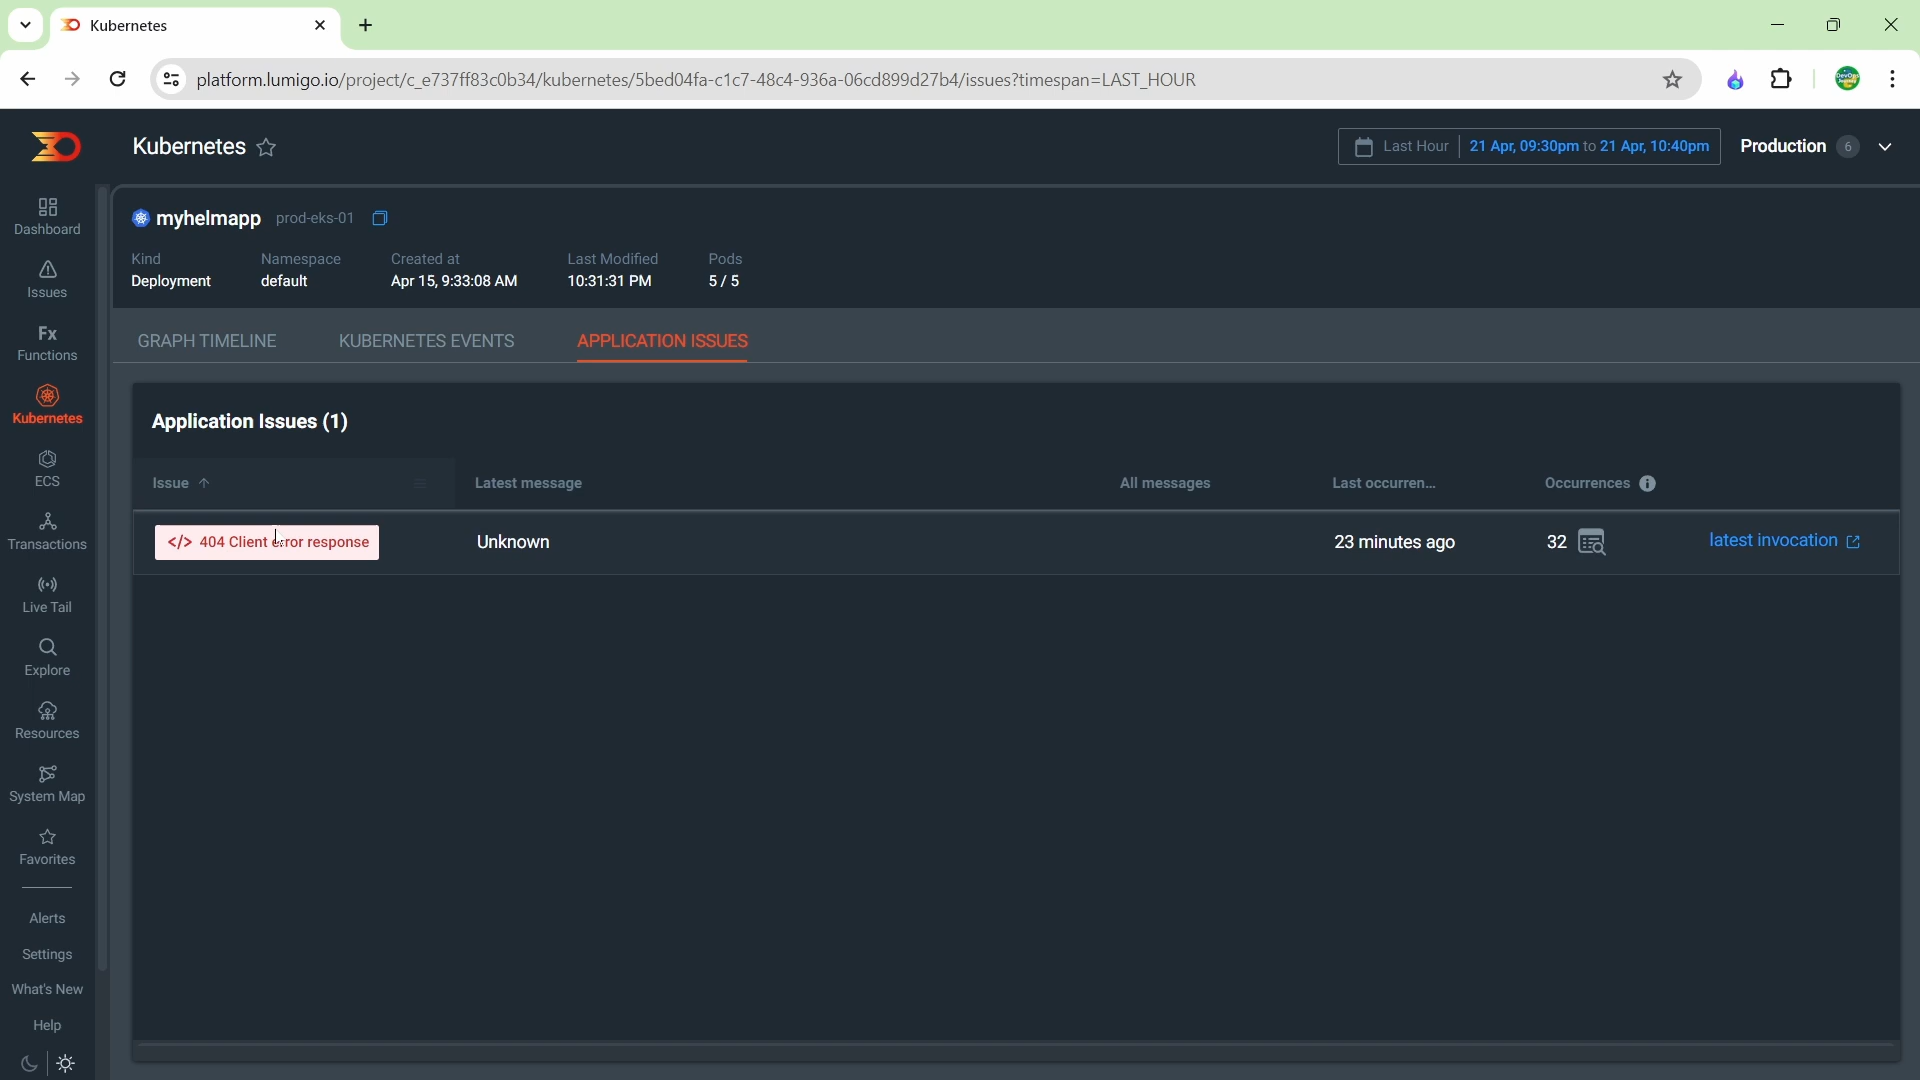 Kubernetes
platform.lumigo.io/project/c_e737ff83c0b34/kubernetes/5bed04fa-c1c7-48c4-936a-06cd899d27b4/issues?timespan=LAST_HOUR
Kubernetes
Last Hour 21 Apr, 09:30pm to 21 Apr, 10:40pm Production 6
Dashboard
Issues
Fx
Functions
Kubernetes
ECS
Transactions
Live Tail
Explore
Resources
System Map
Favorites
Alerts
Settings
What's New
Help
myhelmapp prod-eks-01
Kind Namespace Created at Last Modified Pods
Deployment default Apr 15, 9:33:08 AM 10:31:31 PM 5 / 5
GRAPH TIMELINE KUBERNETES EVENTS APPLICATION ISSUES
Application Issues (1)
Issue Latest message All messages Last occurren... Occurrences
</> 404 Client error response Unknown 23 minutes ago 32 latest invocation